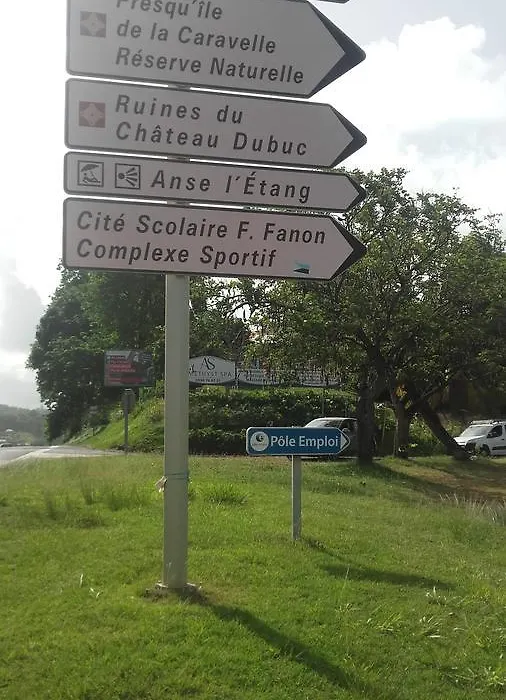 Presqu'île
de la Caravelle
Réserve Naturelle
Ruines du
Château Dubuc
Anse l'Étang
Cité Scolaire F. Fanon
Complexe Sportif
AS
Pôle Emploi